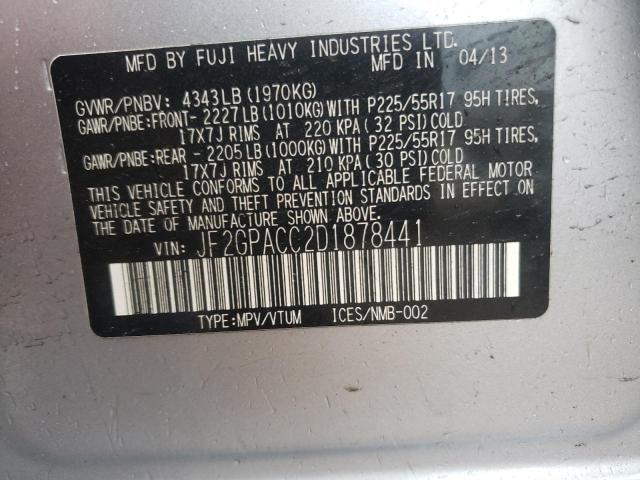 MFD BY FUJI HEAVY INDUSTRIES LTD.
MFD IN 04/13
GVWR/PNBV: 4343LB (1970KG)
GAWR/PNBE:FRONT- 2227LB (1010KG)WITH P225/55R17 95H TIRES,
17X7J RIMS AT 220 KPA (32 PSI)COLD
GAWR/PNBE:REAR - 2205LB (1000KG)WITH P225/55R17 95H TIRES,
17X7J RIMS AT 210 KPA (30 PSI)COLD
THIS VEHICLE CONFORMS TO ALL APPLICABLE FEDERAL MOTOR
VEHICLE SAFETY AND THEFT PREVENTION STANDARDS IN EFFECT ON
THE DATE OF MANUFACTURE SHOWN ABOVE.
VIN: JF2GPACC2D1878441
TYPE:MPV/VTUM ICES/NMB-002